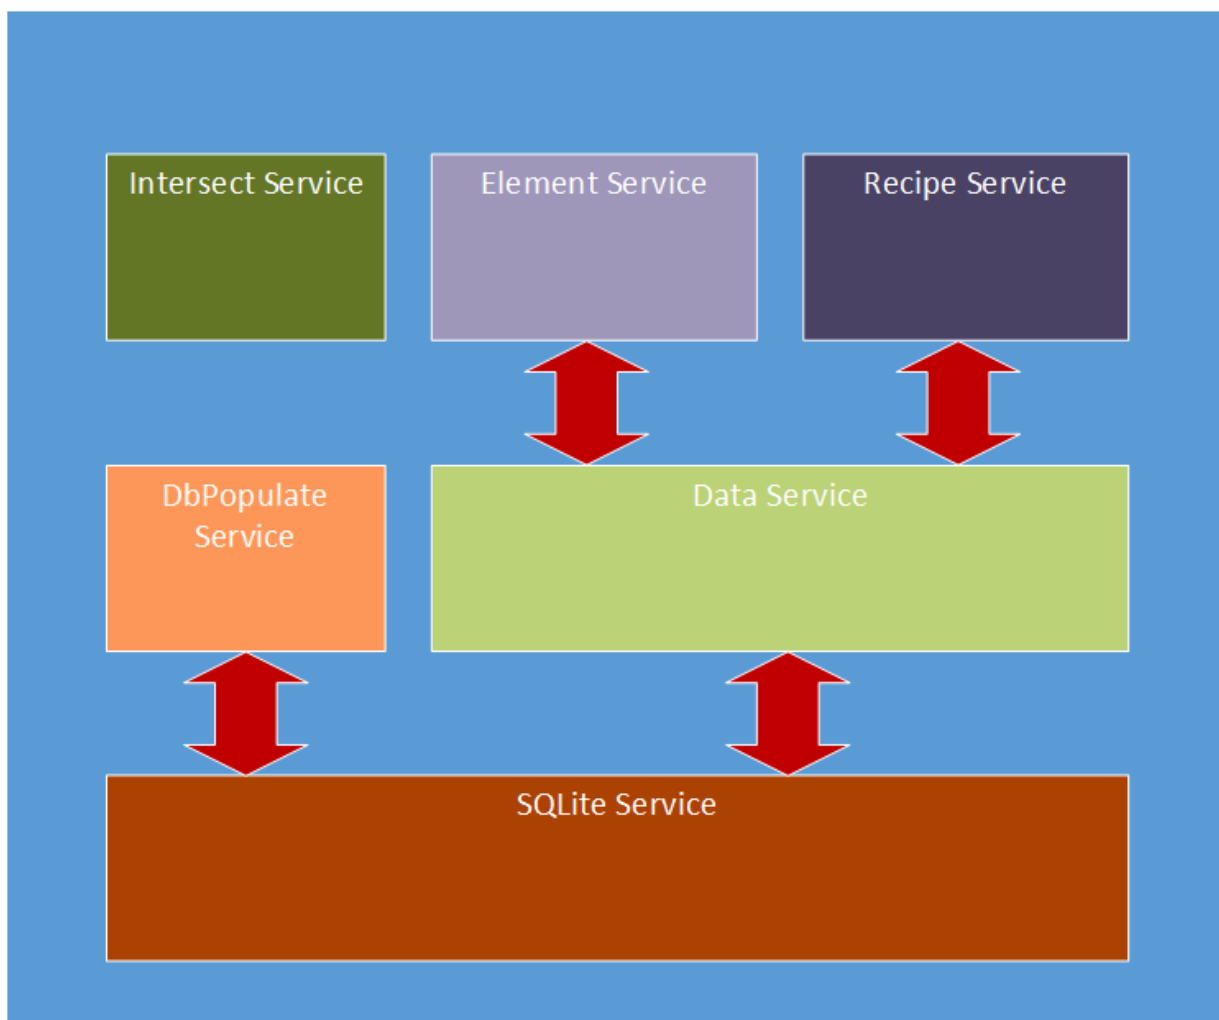 Intersect Service
Element Service
Recipe Service
DbPopulate
Service
Data Service
SQLite Service